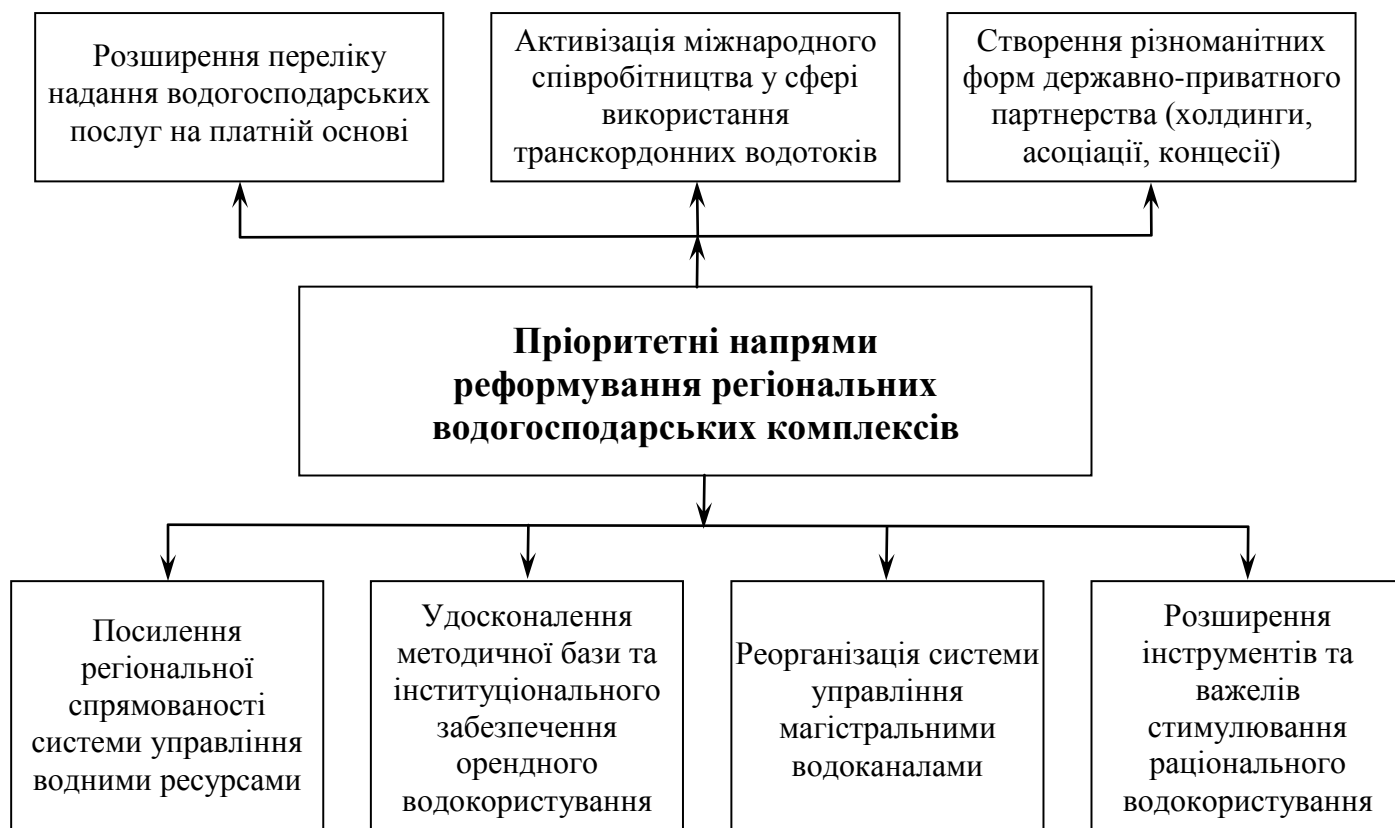 Розширення переліку
надання водогосподарських
послуг на платній основі
Активізація міжнародного
співробітництва у сфері
використання
транскордонних водотоків
Створення різноманітних
форм державно-приватного
партнерства (холдинги,
асоціації, концесії)
Пріоритетні напрями
реформування регіональних
водогосподарських комплексів
Посилення
регіональної
спрямованості
системи управління
водними ресурсами
Удосконалення
методичної бази та
інституціонального
забезпечення
орендного
водокористування
Реорганізація системи
управління
магістральними
водоканалами
Розширення
інструментів та
важелів
стимулювання
раціонального
водокористування